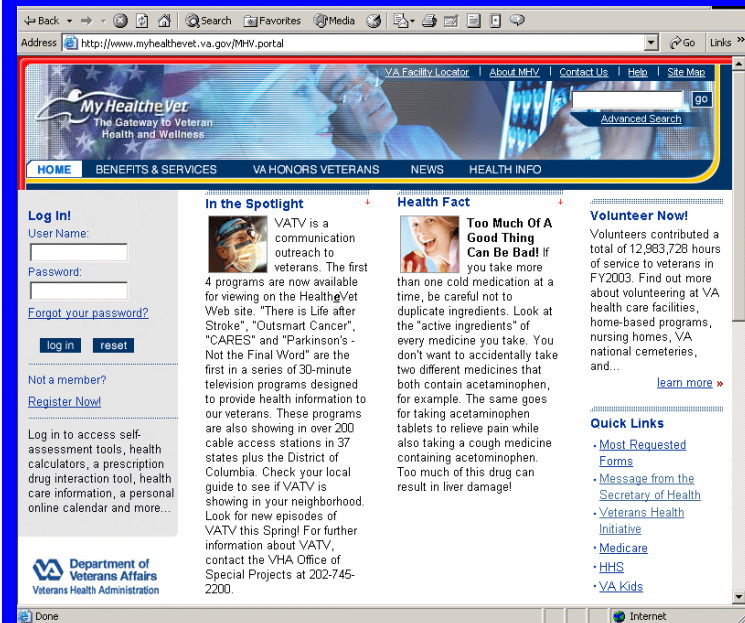 Back Search Favorites Media
Address http://www.myhealthevet.va.gov/MHV.portal Go Links »
VA Facility Locator | About MHV | Contact Us | Help | Site Map
My HealtheVet
The Gateway to Veteran
Health and Wellness
go
Advanced Search
HOME BENEFITS & SERVICES VA HONORS VETERANS NEWS HEALTH INFO
Log In!
User Name:
Password:
Forgot your password?
log in reset
Not a member?
Register Now!
Log in to access self-
assessment tools, health
calculators, a prescription
drug interaction tool, health
care information, a personal
online calendar and more...
Department of
Veterans Affairs
Veterans Health Administration
In the Spotlight
VATV is a
communication
outreach to
veterans. The first
4 programs are now available
for viewing on the HealtheVet
Web site. "There is Life after
Stroke", "Outsmart Cancer",
"CARES" and "Parkinson's -
Not the Final Word" are the
first in a series of 30-minute
television programs designed
to provide health information to
our veterans. These programs
are also showing in over 200
cable access stations in 37
states plus the District of
Columbia. Check your local
guide to see if VATV is
showing in your neighborhood.
Look for new episodes of
VATV this Spring! For further
information about VATV,
contact the VHA Office of
Special Projects at 202-745-
2200.
Health Fact
Too Much Of A
Good Thing
Can Be Bad! If
you take more
than one cold medication at a
time, be careful not to
duplicate ingredients. Look at
the "active ingredients" of
every medicine you take. You
don't want to accidentally take
two different medicines that
both contain acetaminophen,
for example. The same goes
for taking acetaminophen
tablets to relieve pain while
also taking a cough medicine
containing acetominophen.
Too much of this drug can
result in liver damage!
Volunteer Now!
Volunteers contributed a
total of 12,983,728 hours
of service to veterans in
FY2003. Find out more
about volunteering at VA
health care facilities,
home-based programs,
nursing homes, VA
national cemeteries,
and...
learn more »
Quick Links
· Most Requested
Forms
· Message from the
Secretary of Health
· Veterans Health
Initiative
· Medicare
· HHS
· VA Kids
Done Internet